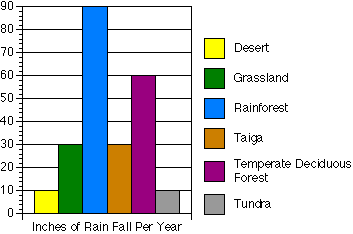 90
80
70
60
50
40
30
20
10
0
Inches of Rain Fall Per Year
Desert
Grassland
Rainforest
Taiga
Temperate Deciduous
Forest
Tundra